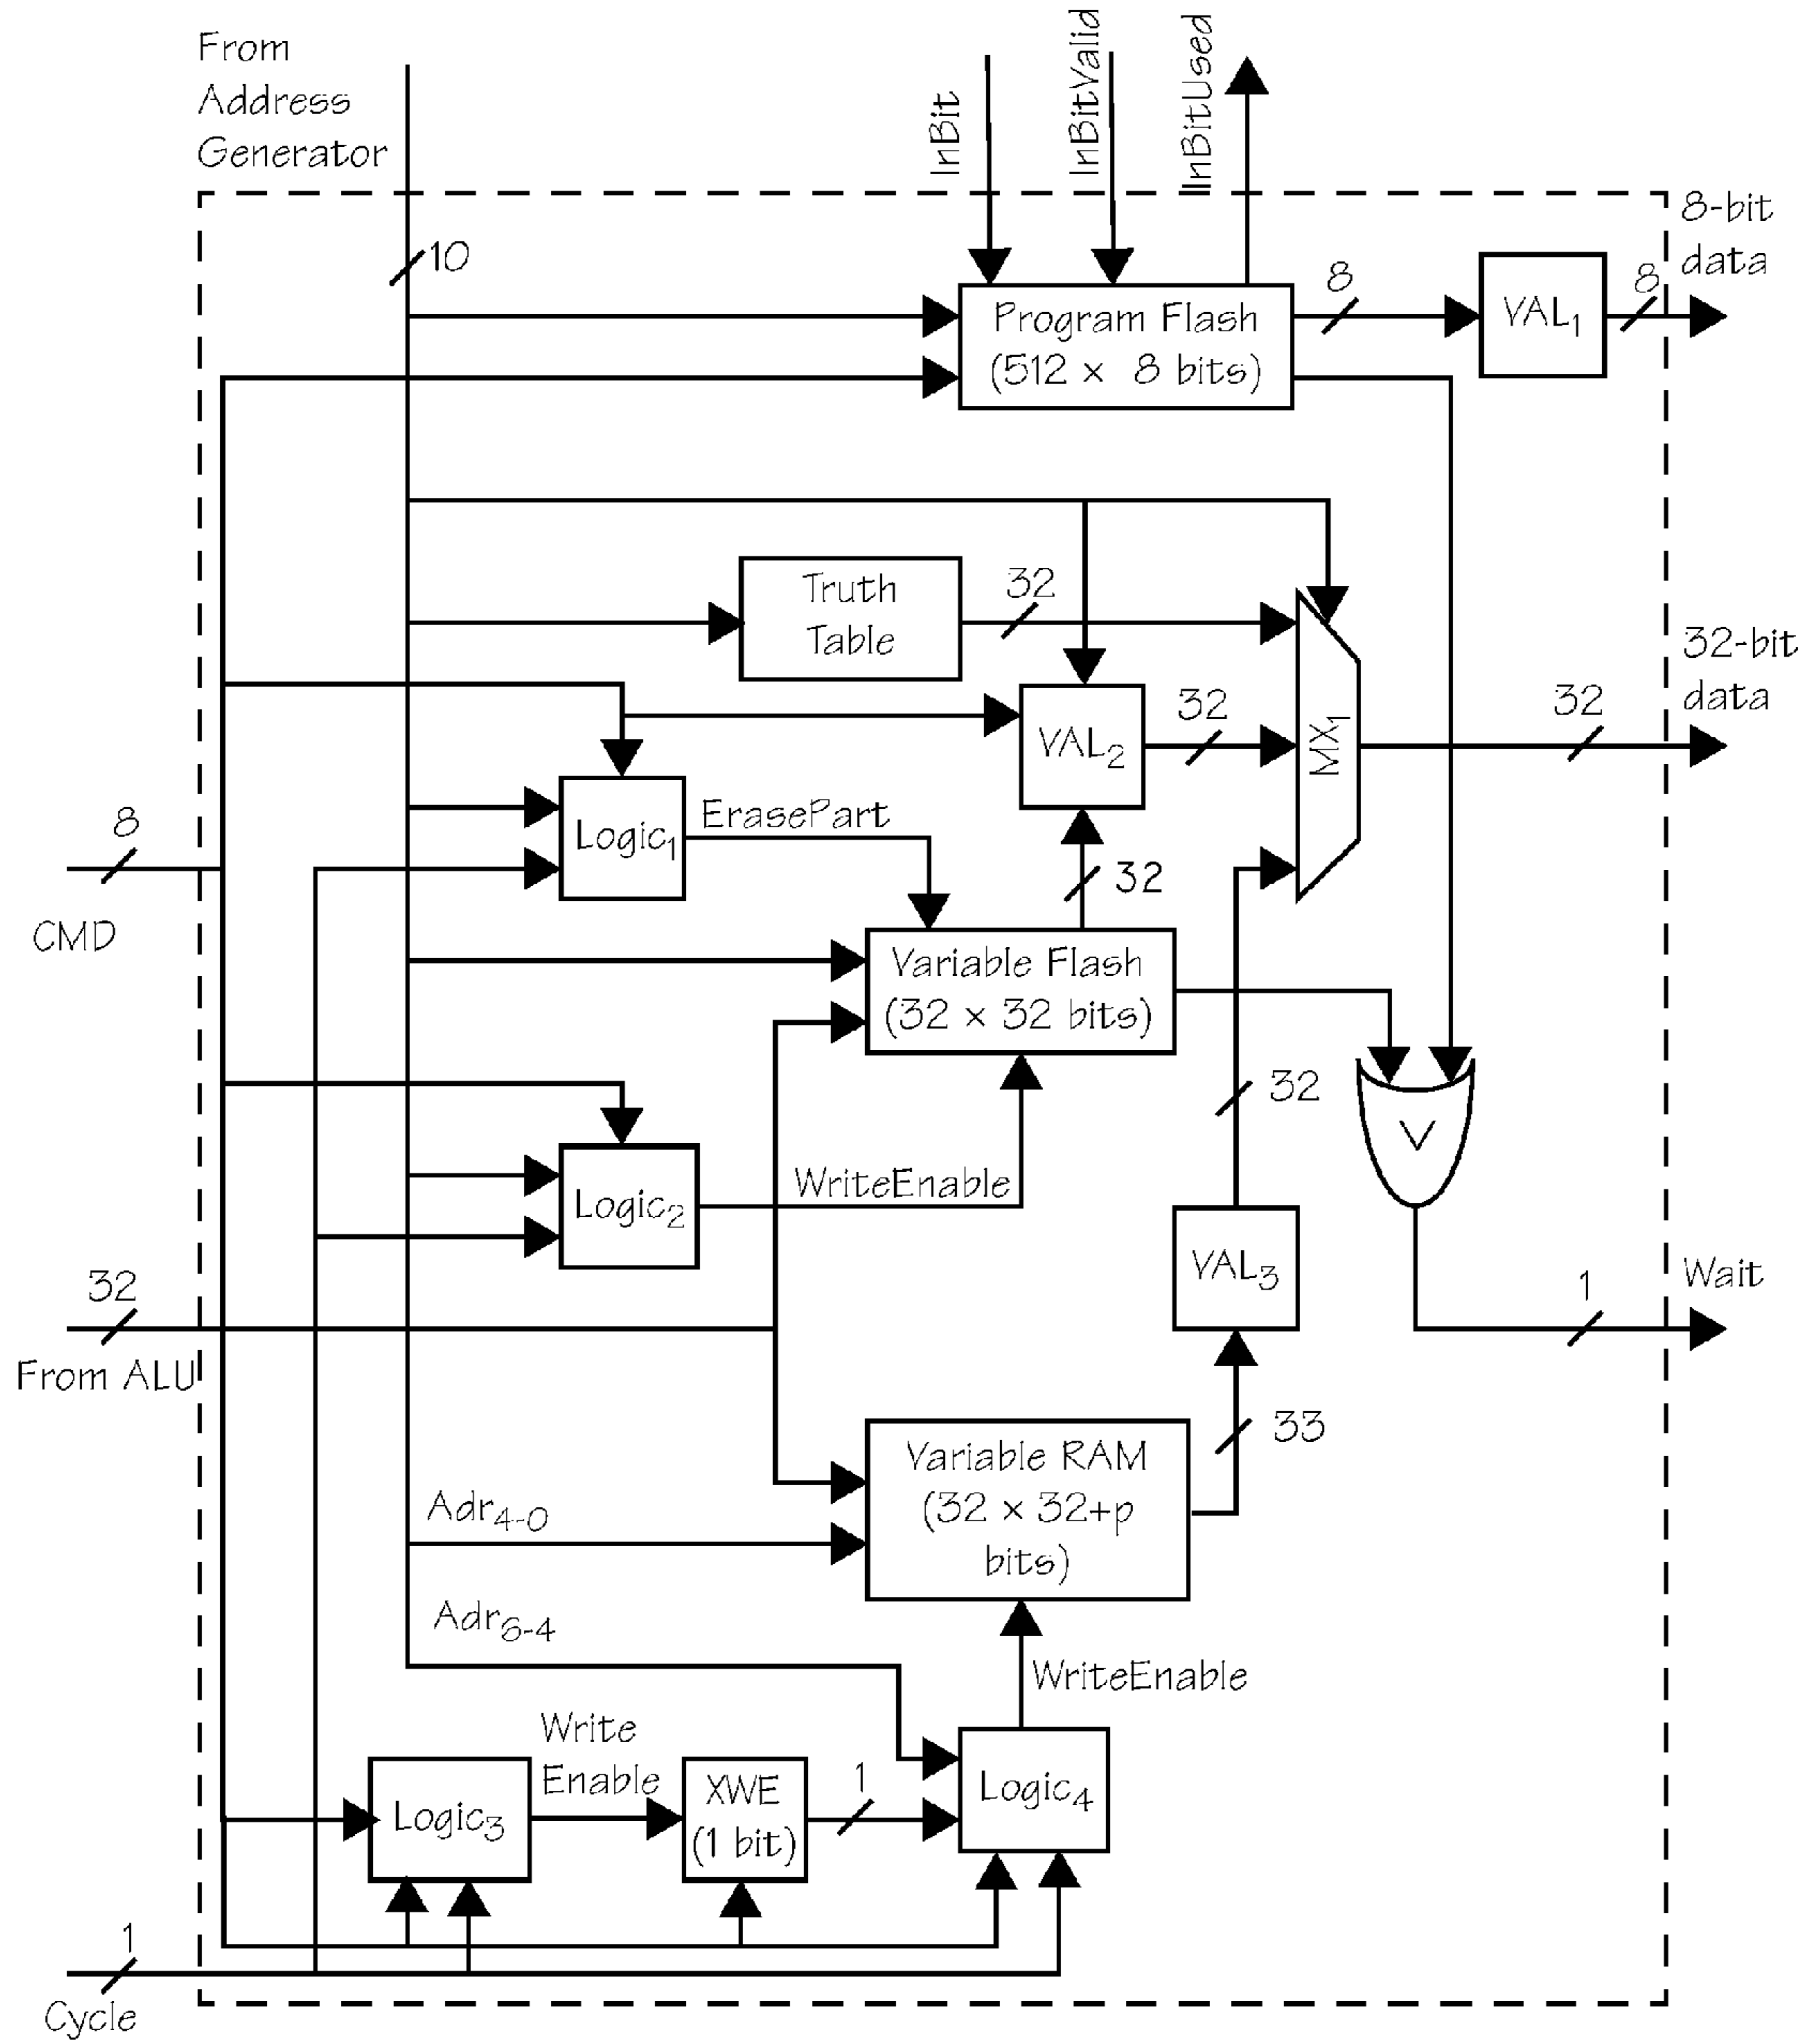 From
Address
Generator
InBit
InBitValid
InBitUsed
10
8-bit
data
Program Flash
(512 x 8 bits)
8
VAL1
8
Truth
Table
32
32-bit
data
VAL2
32
MX1
32
8
CMD
Logic1
ErasePart
32
Variable Flash
(32 x 32 bits)
32
V
Logic2
WriteEnable
VAL3
32
From ALU
1
Wait
33
Variable RAM
(32 x 32+p
bits)
Adr4-0
Adr6-4
WriteEnable
Write
Enable
Logic3
XWE
(1 bit)
1
Logic4
1
Cycle